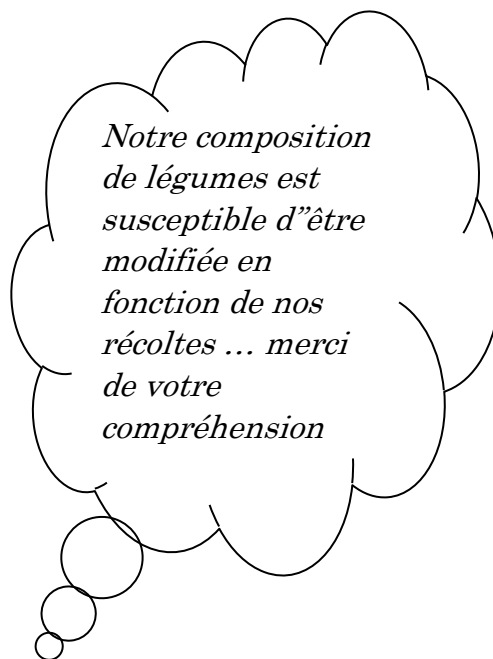 Notre composition
de légumes est
susceptible d”être
modifiée en
fonction de nos
récoltes … merci
de votre
compréhension